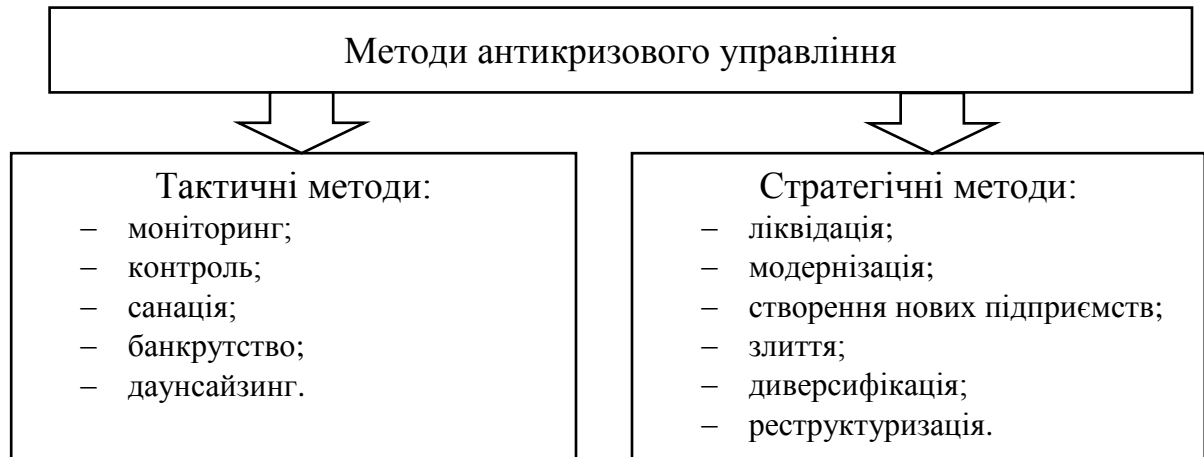 Методи антикризового управління
Тактичні методи:
– моніторинг;
– контроль;
– санація;
– банкрутство;
– даунсайзинг.
Стратегічні методи:
– ліквідація;
– модернізація;
– створення нових підприємств;
– злиття;
– диверсифікація;
– реструктуризація.